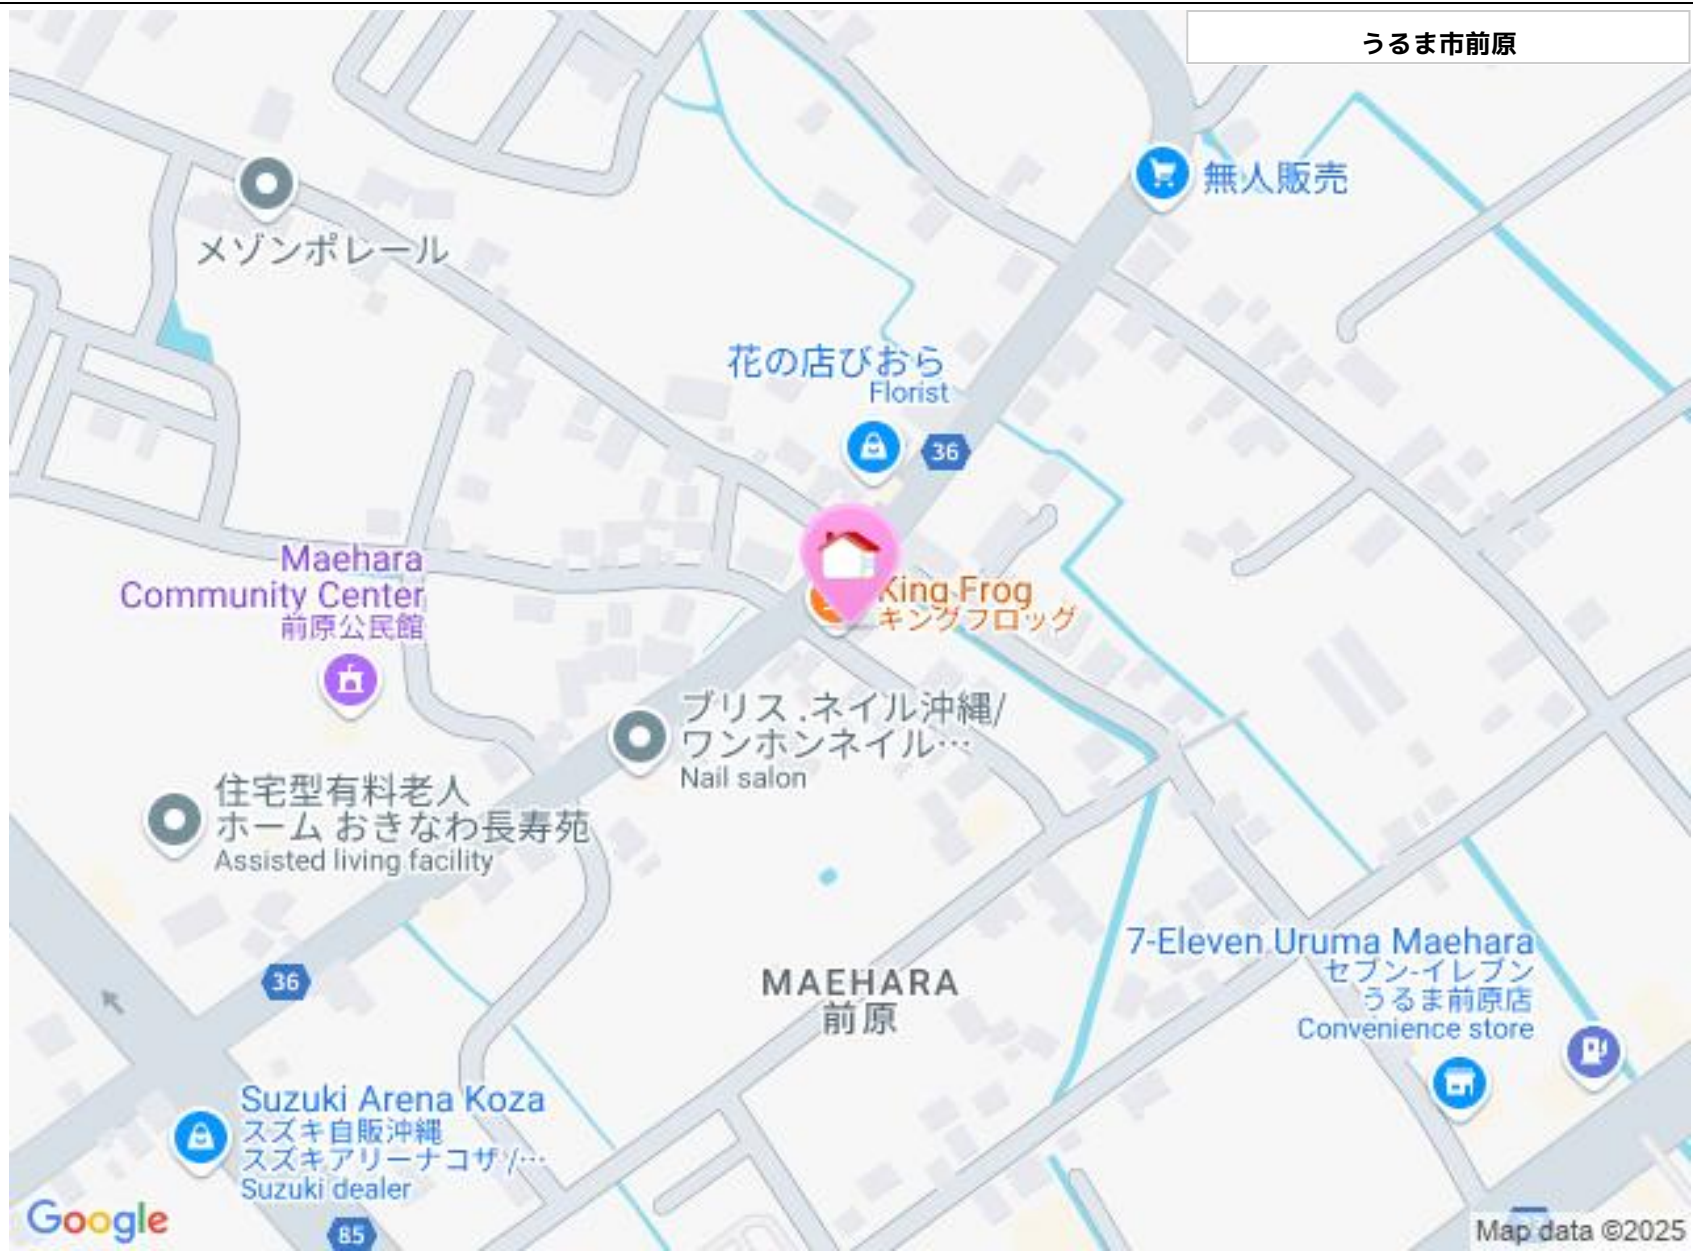 うるま市前原
無人販売
メゾンポレール
花の店びおら
Florist
36
Maehara
Community Center
前原公民館
King Frog
キングフロッグ
ブリス.ネイル沖縄/
ワンホンネイル…
Nail salon
住宅型有料老人
ホーム おきなわ長寿苑
Assisted living facility
7-Eleven Uruma Maehara
セブン-イレブン
うるま前原店
Convenience store
36
MAEHARA
前原
Suzuki Arena Koza
スズキ自販沖縄
スズキアリーナコザ /…
Suzuki dealer
85
Google
Map data ©2025